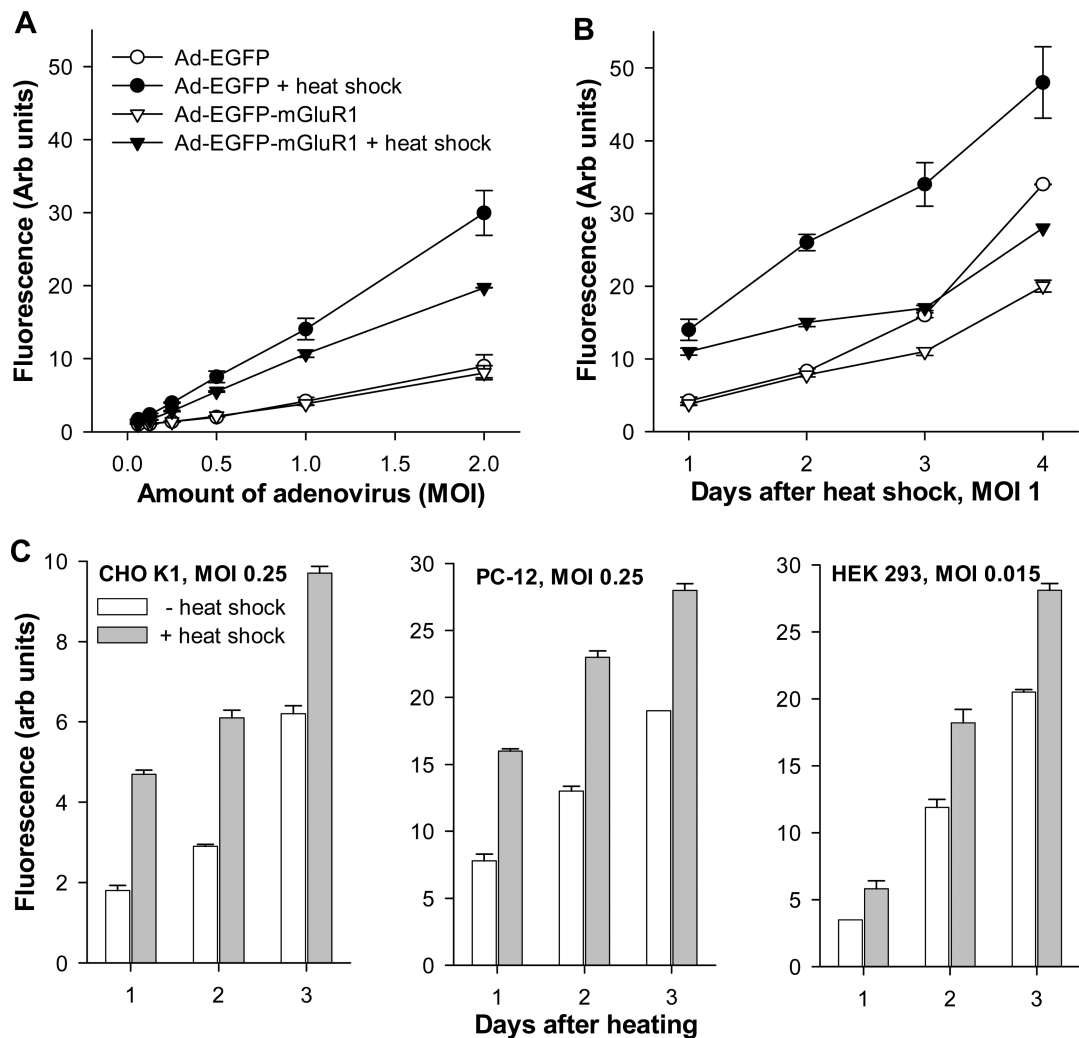 A
Fluorescence (Arb units)
50
40
30
20
10
0
Ad-EGFP
Ad-EGFP + heat shock
Ad-EGFP-mGluR1
Ad-EGFP-mGluR1 + heat shock
0.0 0.5 1.0 1.5 2.0
Amount of adenovirus (MOI)
B
Fluorescence (Arb units)
50
40
30
20
10
0
1 2 3 4
Days after heat shock, MOI 1
C
Fluorescence (arb units)
10
8
6
4
2
0
CHO K1, MOI 0.25
- heat shock
+ heat shock
1 2 3
30
25
20
15
10
5
0
PC-12, MOI 0.25
1 2 3
30
25
20
15
10
5
0
HEK 293, MOI 0.015
1 2 3
Days after heating